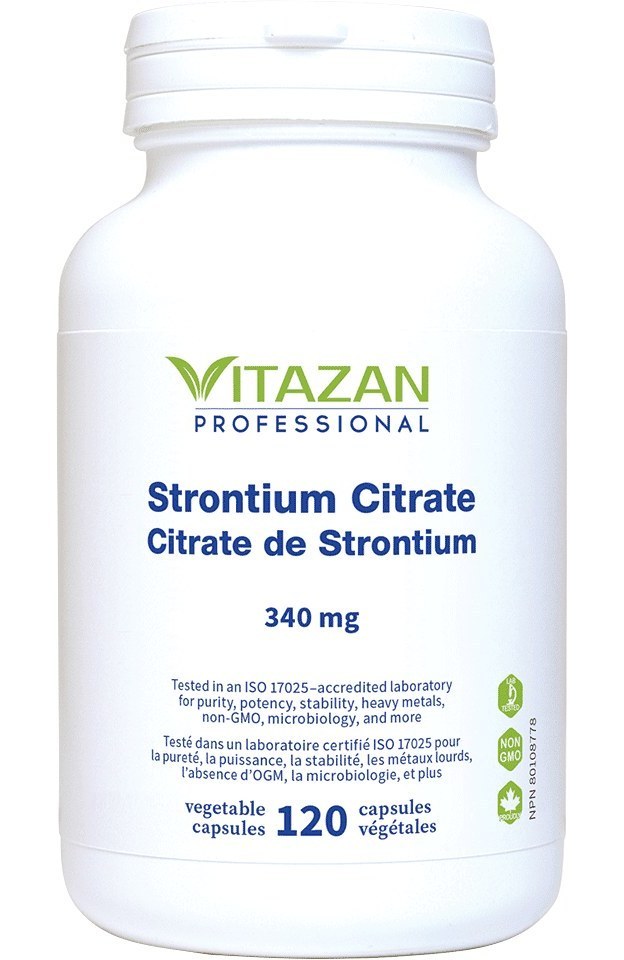 VITAZAN
PROFESSIONAL
Strontium Citrate
Citrate de Strontium
340 mg
Tested in an ISO 17025–accredited laboratory
for purity, potency, stability, heavy metals,
non-GMO, microbiology, and more
Testé dans un laboratoire certifié ISO 17025 pour
la pureté, la puissance, la stabilité, les métaux lourds,
l'absence d'OGM, la microbiologie, et plus
vegetable
capsules
120
capsules
végétales
LAB
TESTED
NON
GMO
PROUDLY
NPN 80108778